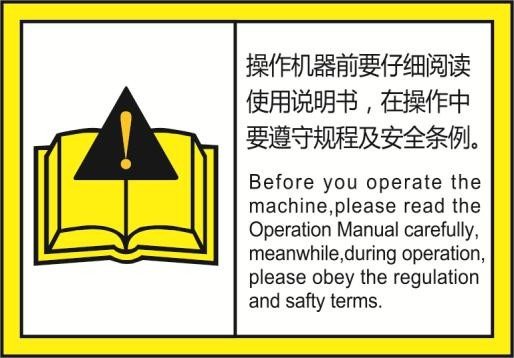 操作机器前要仔细阅读
使用说明书，在操作中
要遵守规程及安全条例。
Before you operate the
machine,please read the
Operation Manual carefully,
meanwhile,during operation,
please obey the regulation
and safty terms.